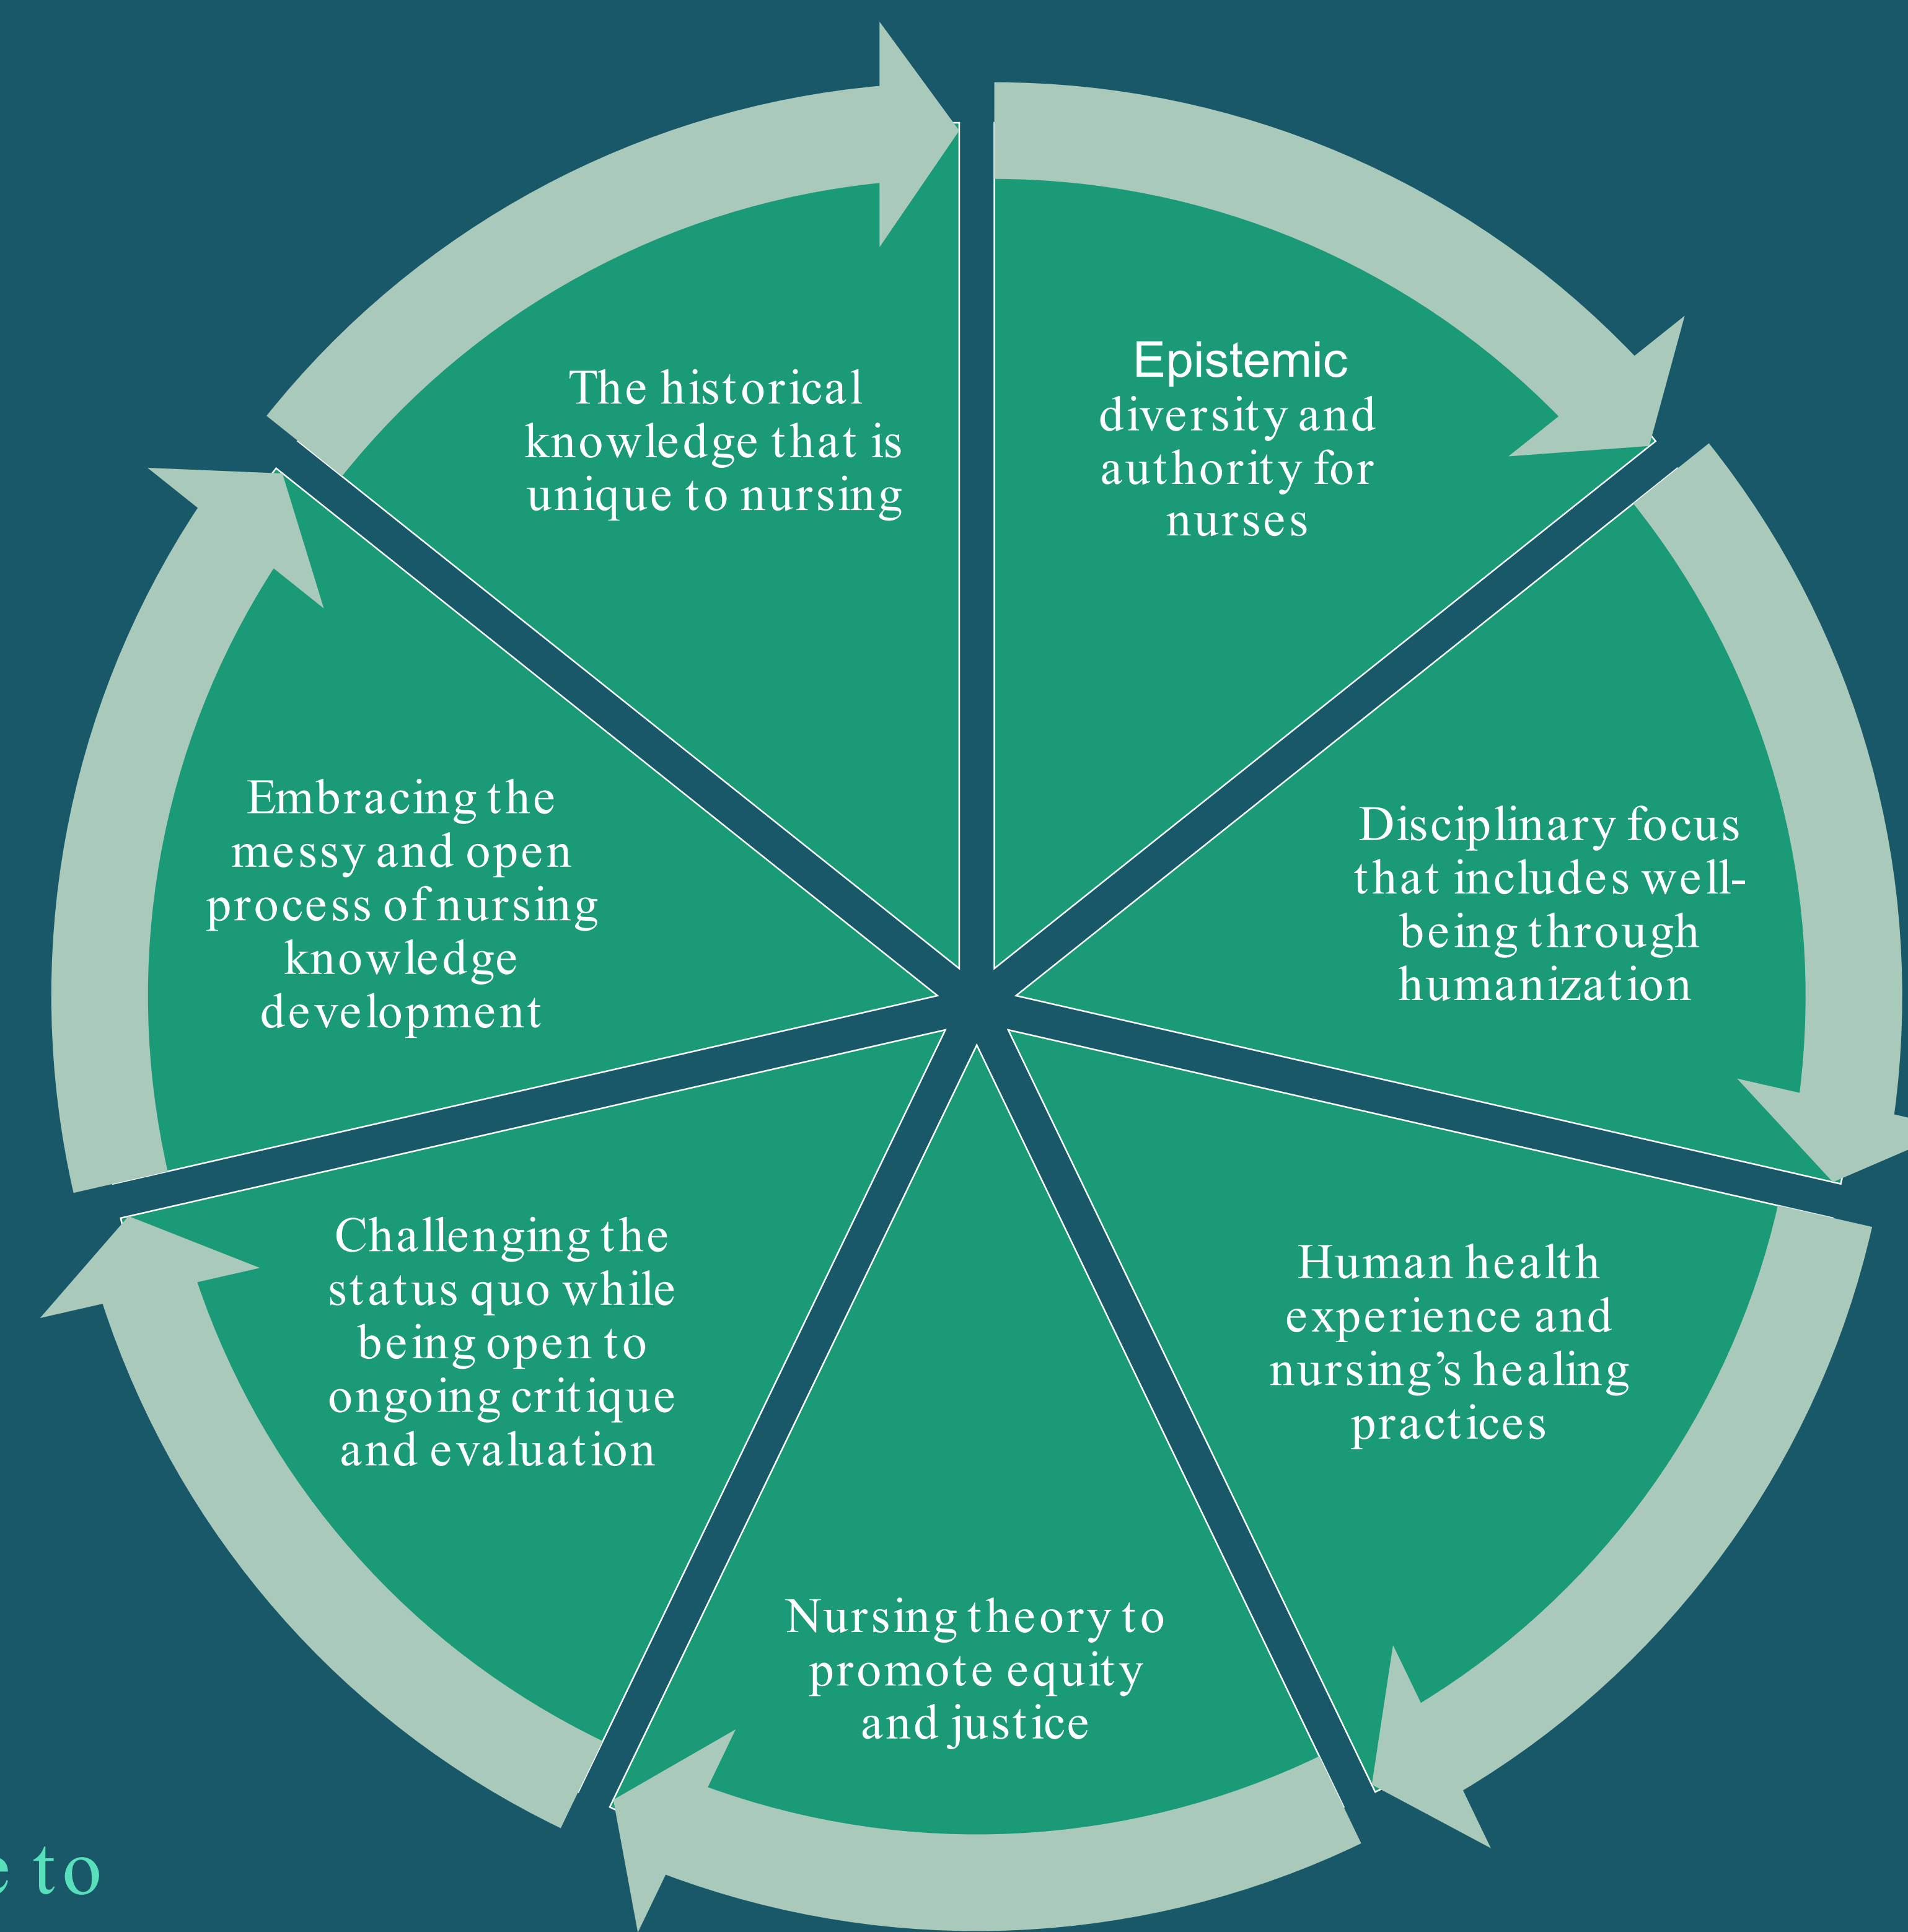 Epistemic
diversity and
authority for
nurses
Disciplinary focus
that includes well-
being through
humanization
Human health
experience and
nursing’s healing
practices
Nursing theory to
promote equity
and justice
Challenging the
status quo while
being open to
ongoing critique
and evaluation
Embracing the
messy and open
process of nursing
knowledge
development
The historical
knowledge that is
unique to nursing
to